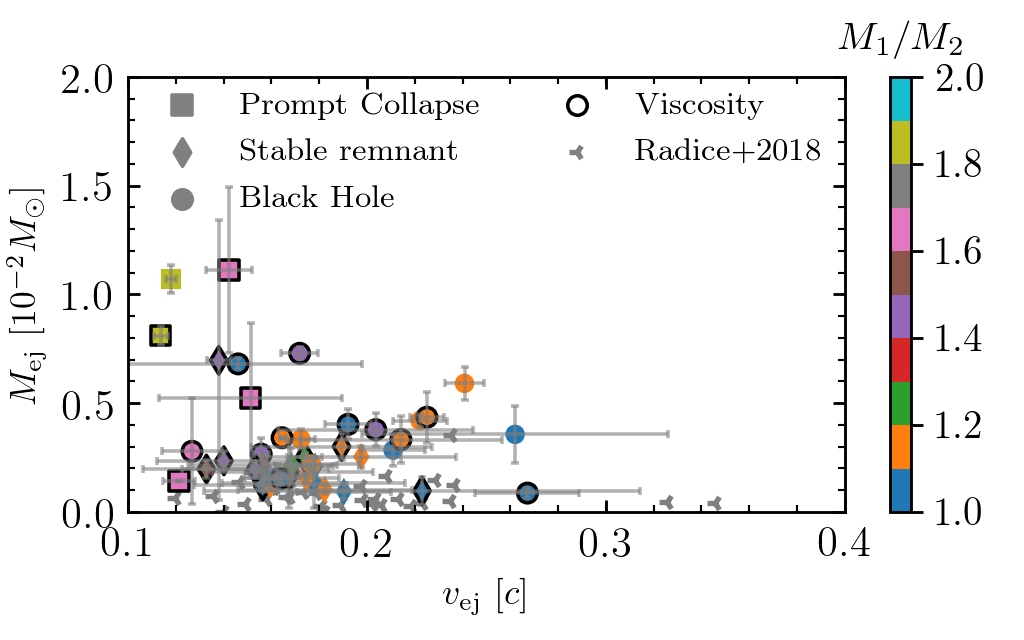 M₁/M₂
2.0
1.5
1.0
0.5
0.0
M_ej [10⁻² M_⊙]
Prompt Collapse
Stable remnant
Black Hole
Viscosity
Radice+2018
2.0
1.8
1.6
1.4
1.2
1.0
0.1 0.2 0.3 0.4
v_ej [c]